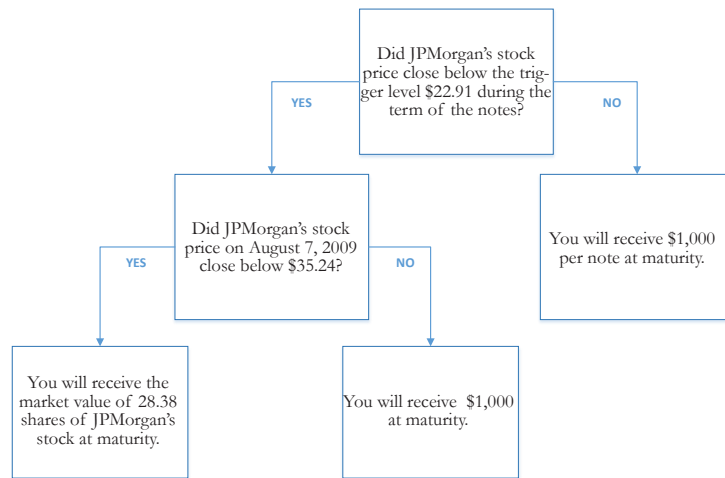 Did JPMorgan's stock
price close below the trig-
ger level $22.91 during the
term of the notes?
YES
NO
Did JPMorgan's stock
price on August 7, 2009
close below $35.24?
You will receive $1,000
per note at maturity.
YES
NO
You will receive the
market value of 28.38
shares of JPMorgan's
stock at maturity.
You will receive $1,000
at maturity.